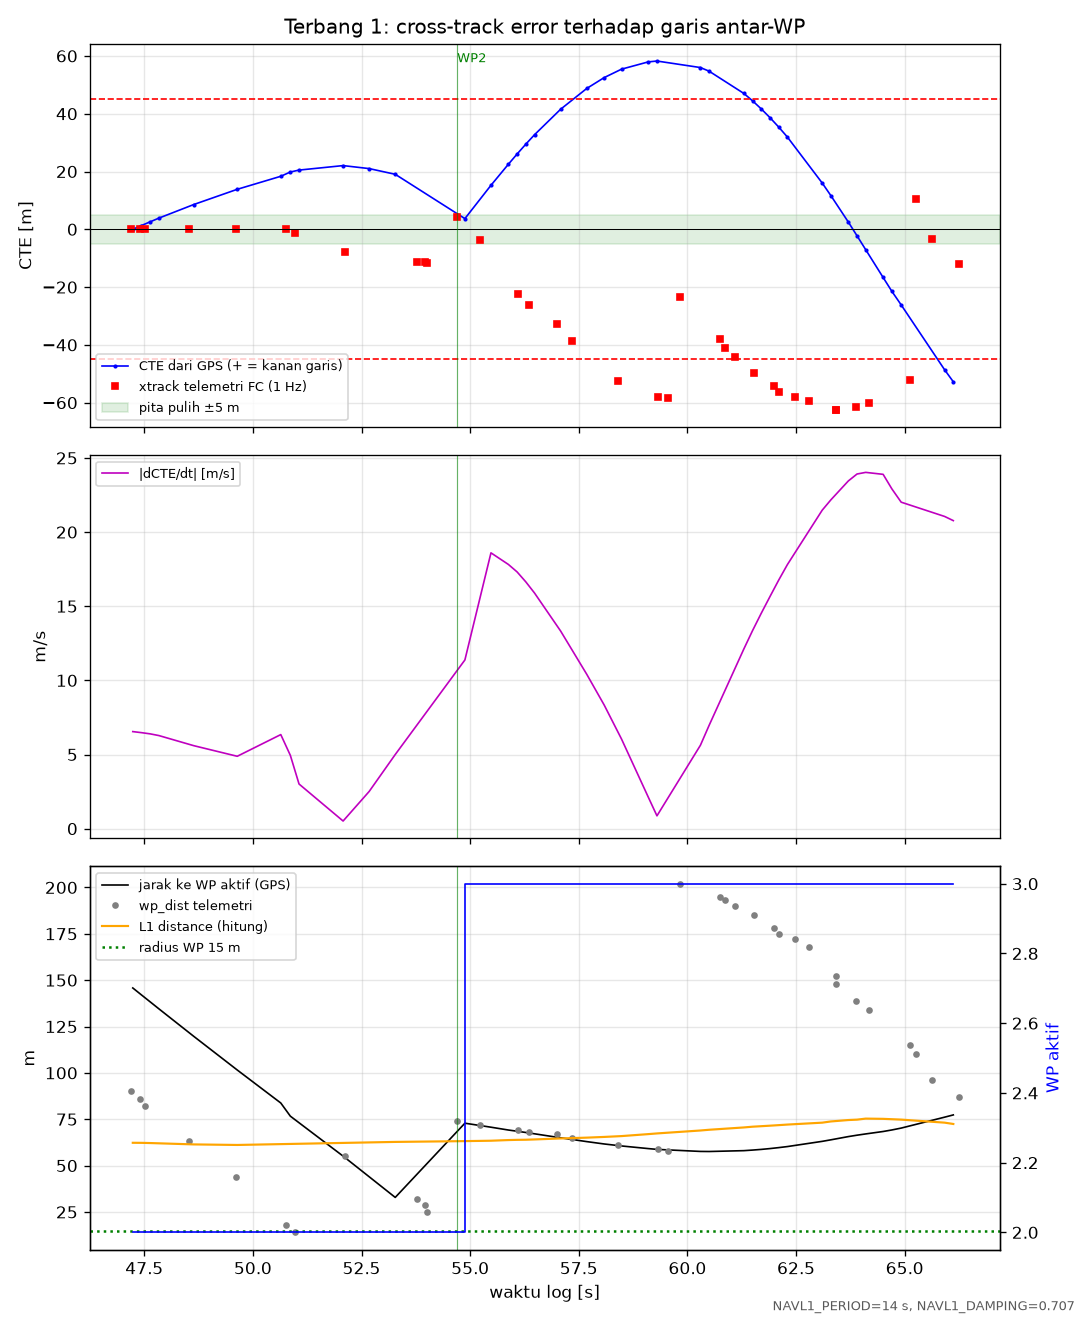 Terbang 1: cross-track error terhadap garis antar-WP
WP2
60
40
20
0
−20
−40
−60
CTE [m]
CTE dari GPS (+ = kanan garis)
xtrack telemetri FC (1 Hz)
pita pulih ±5 m
|dCTE/dt| [m/s]
25
20
15
10
5
0
m/s
jarak ke WP aktif (GPS)
wp_dist telemetri
L1 distance (hitung)
radius WP 15 m
200
175
150
125
100
75
50
25
m
3.0
2.8
2.6
2.4
2.2
2.0
WP aktif
47.5 50.0 52.5 55.0 57.5 60.0 62.5 65.0
waktu log [s]
NAVL1_PERIOD=14 s, NAVL1_DAMPING=0.707